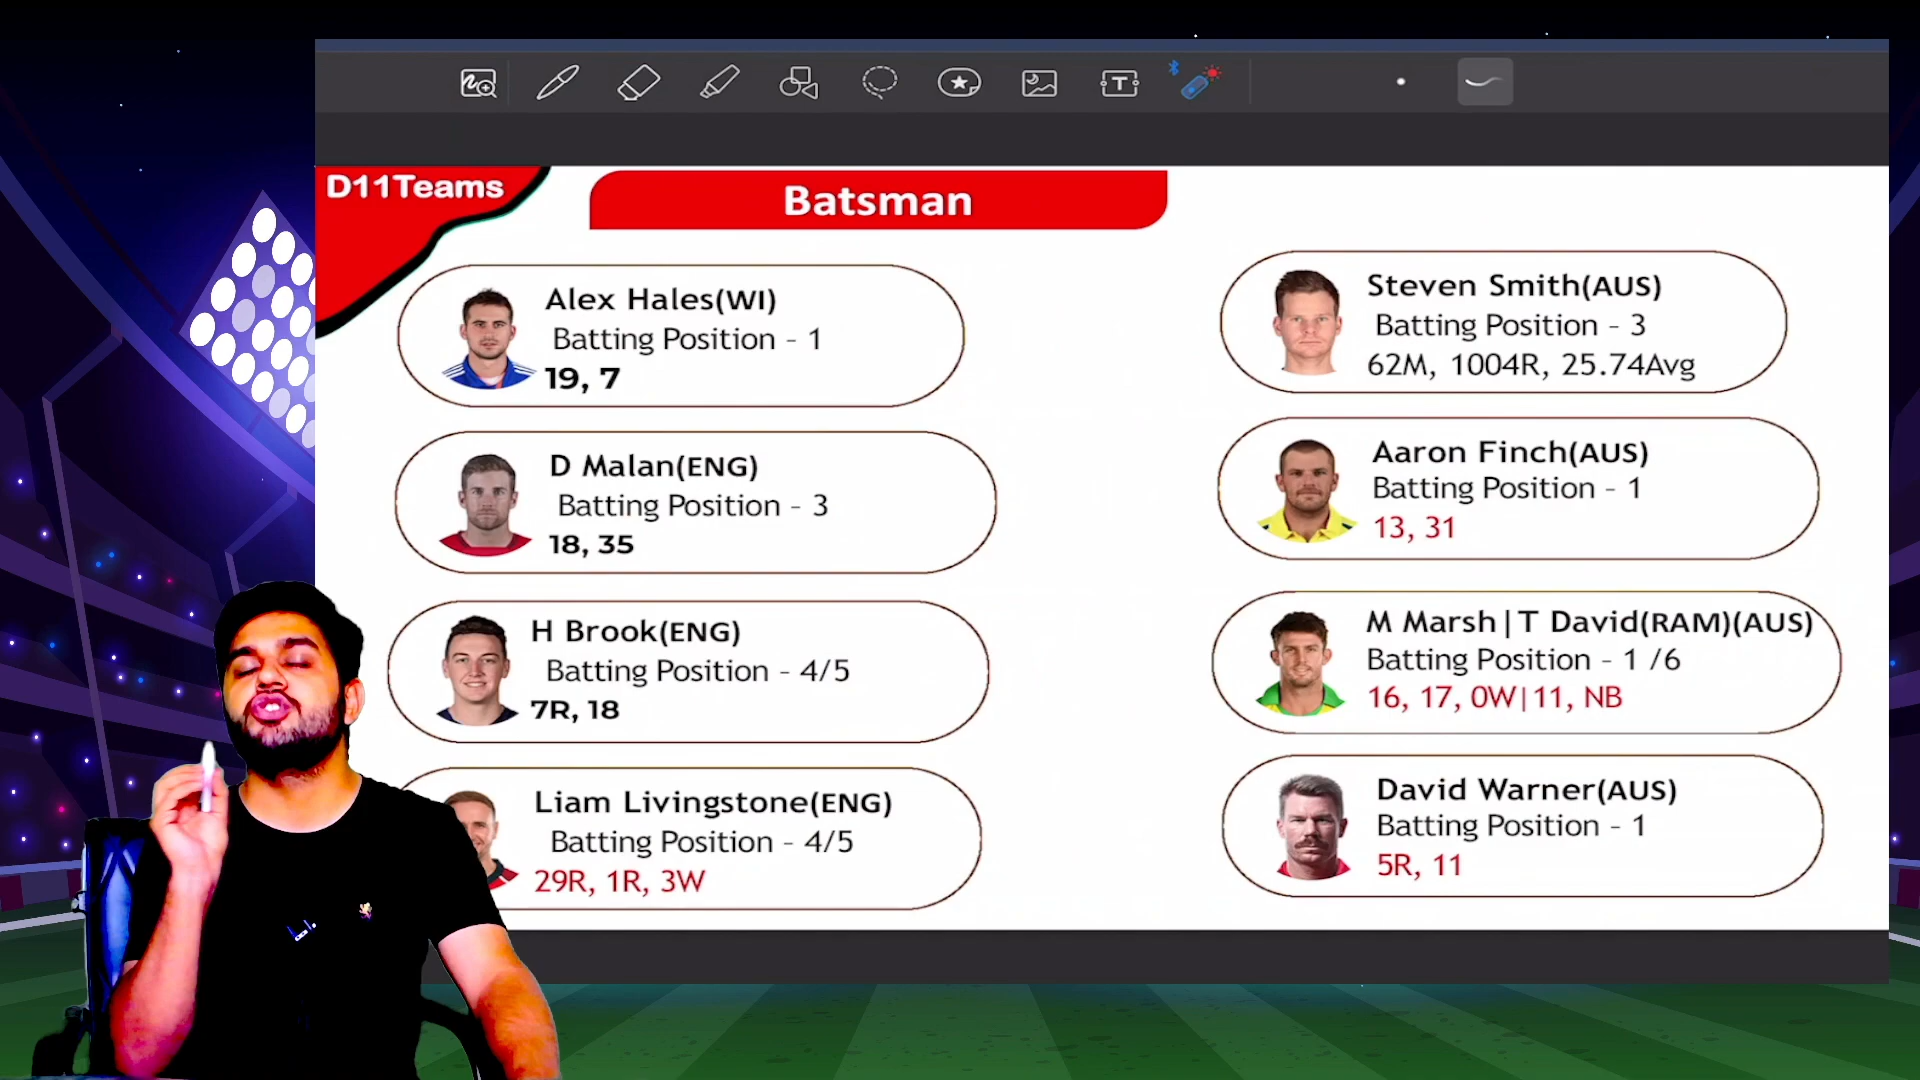 D11Teams
Batsman
Alex Hales(WI)
Batting Position - 1
19, 7
D Malan(ENG)
Batting Position - 3
18, 35
H Brook(ENG)
Batting Position - 4/5
7R, 18
Liam Livingstone(ENG)
Batting Position - 4/5
29R, 1R, 3W
Steven Smith(AUS)
Batting Position - 3
62M, 1004R, 25.74Avg
Aaron Finch(AUS)
Batting Position - 1
13, 31
M Marsh|T David(RAM)(AUS)
Batting Position - 1 /6
16, 17, 0W|11, NB
David Warner(AUS)
Batting Position - 1
5R, 11